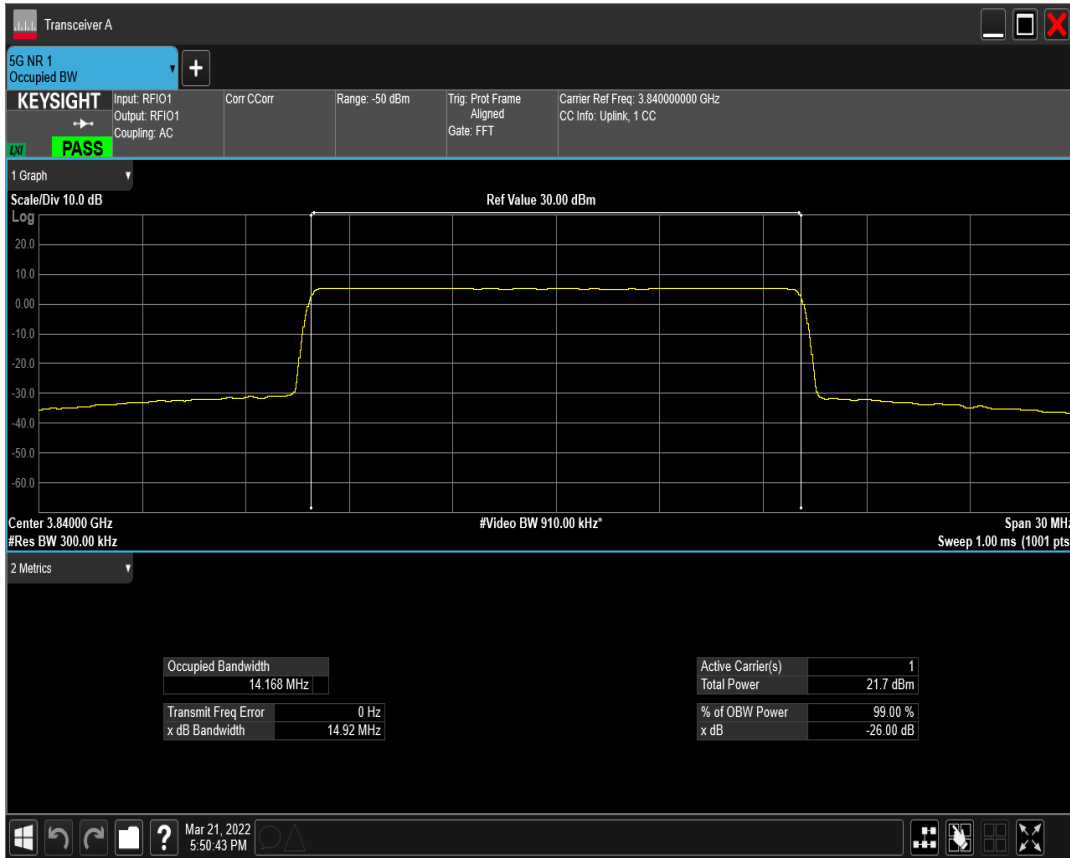 Transceiver A
5G NR 1
Occupied BW
KEYSIGHT
LXI
PASS
Input: RFIO1
Output: RFIO1
Coupling: AC
Corr CCorr
Range: -50 dBm
Trig: Prot Frame
Aligned
Gate: FFT
Carrier Ref Freq: 3.840000000 GHz
CC Info: Uplink, 1 CC
1 Graph
Scale/Div 10.0 dB
Ref Value 30.00 dBm
Log
20.0
10.0
0.00
-10.0
-20.0
-30.0
-40.0
-50.0
-60.0
Center 3.84000 GHz
#Video BW 910.00 kHz*
Span 30 MHz
#Res BW 300.00 kHz
Sweep 1.00 ms (1001 pts
2 Metrics
Occupied Bandwidth
14.168 MHz
Transmit Freq Error 0 Hz
x dB Bandwidth 14.92 MHz
Active Carrier(s) 1
Total Power 21.7 dBm
% of OBW Power 99.00 %
x dB -26.00 dB
?
Mar 21, 2022
5:50:43 PM